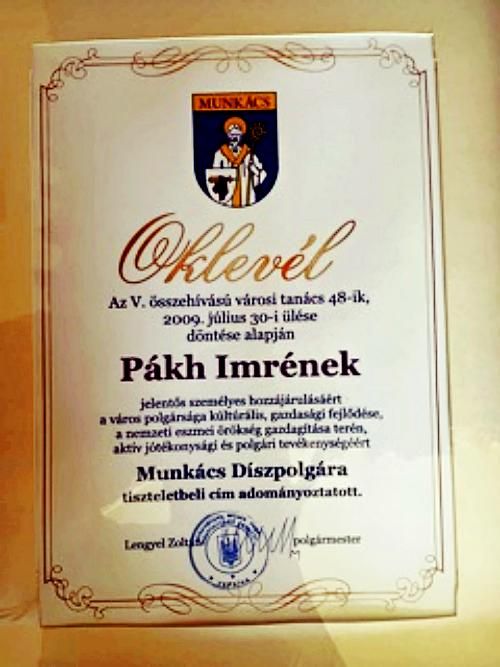 MUNKÁCS
Oklevél
Az V. összehívású városi tanács 48-ik,
2009. július 30-i ülése
döntése alapján
Pákh Imrének
jelentős személyes hozzájárulásáért
a város polgársága kúltúrális, gazdasági fejlődése,
a nemzeti eszmei örökség gazdagítása terén,
aktív jótékonysági és polgári tevékenységéért
Munkács Díszpolgára
tiszteletbeli cím adományoztatott.
Lengyel Zoltán polgármester